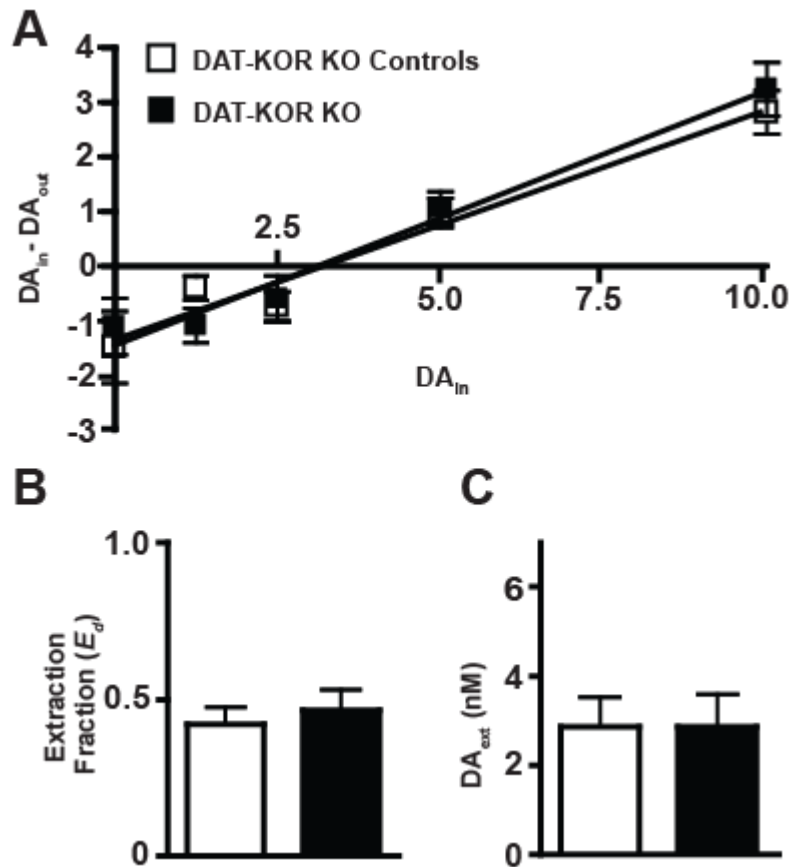 A
4
3
2
1
0
-1
-2
-3
DAT-KOR KO Controls
DAT-KOR KO
DAin - DAout
2.5
5.0
7.5
10.0
DAin
B
1.0
0.5
0
Extraction
Fraction (Ed)
C
6
4
2
0
DAext (nM)